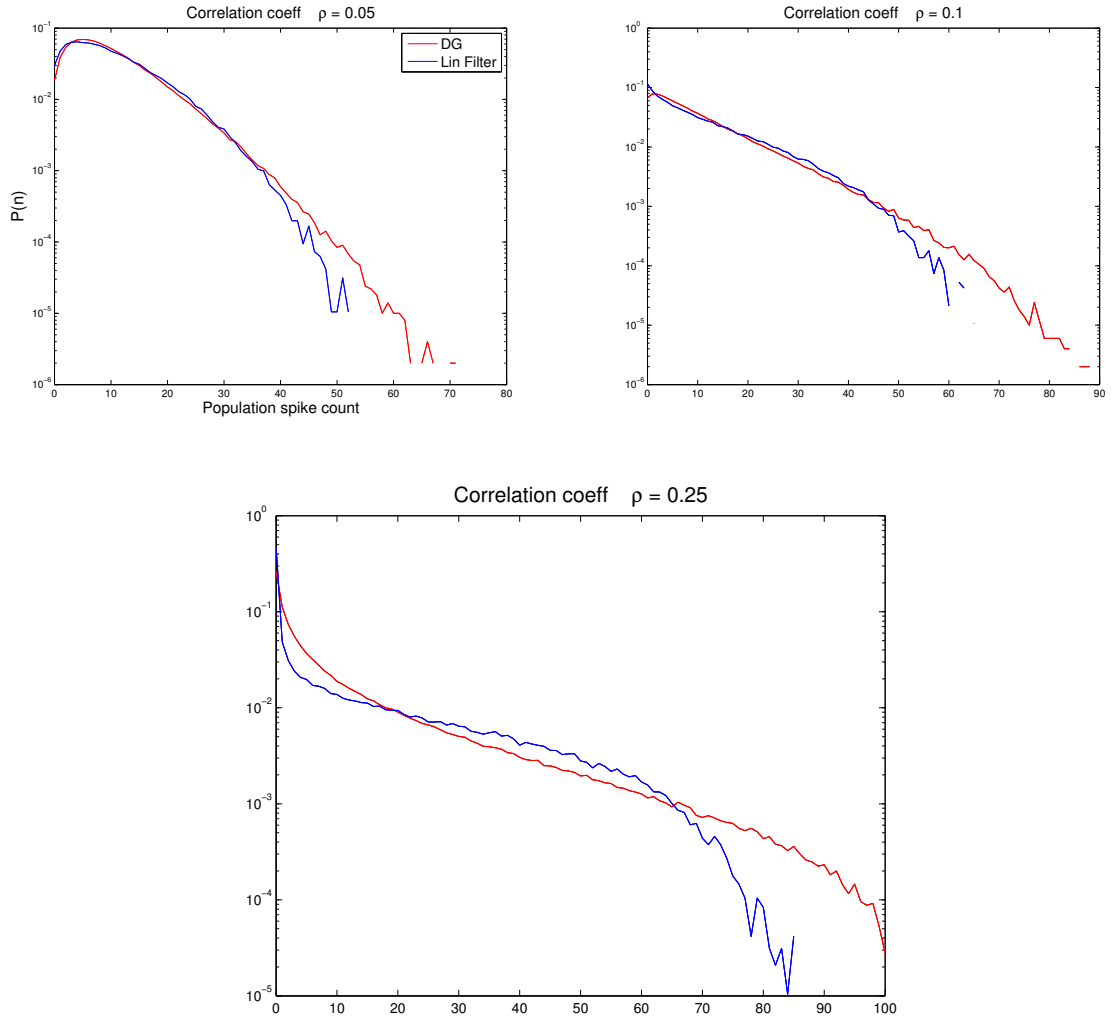 Correlation coeff ρ = 0.05
10⁻¹
10⁻²
10⁻³
10⁻⁴
10⁻⁵
10⁻⁶
P(n)
DG
Lin Filter
0 10 20 30 40 50 60 70 80
Population spike count
Correlation coeff ρ = 0.1
10⁰
10⁻¹
10⁻²
10⁻³
10⁻⁴
10⁻⁵
10⁻⁶
0 10 20 30 40 50 60 70 80 90
Correlation coeff ρ = 0.25
10⁰
10⁻¹
10⁻²
10⁻³
10⁻⁴
10⁻⁵
0 10 20 30 40 50 60 70 80 90 100